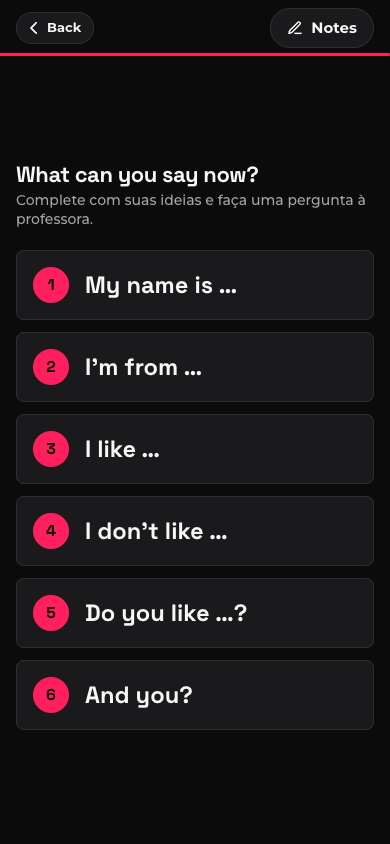 Back
Notes
What can you say now?
Complete com suas ideias e faça uma pergunta à
professora.
1 My name is ...
2 I'm from ...
3 I like ...
4 I don't like ...
5 Do you like ...?
6 And you?